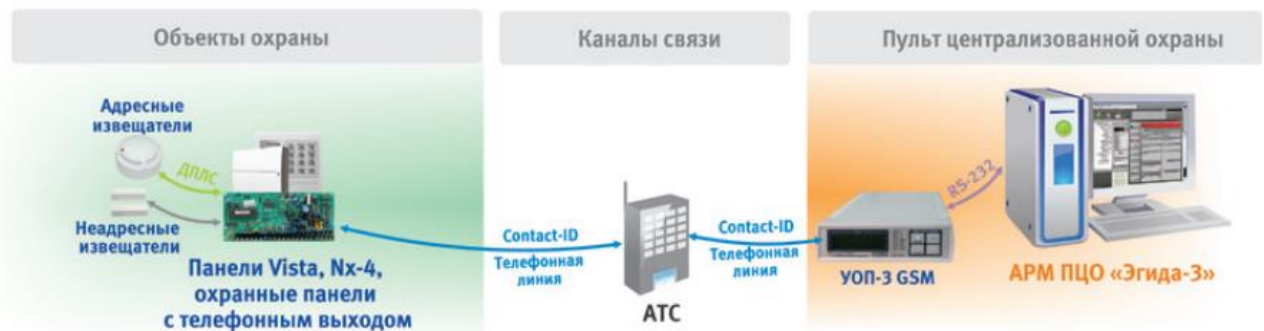 Объекты охраны
Каналы связи
Пульт централизованной охраны
Адресные
извещатели
ДПЛС
Неадресные
извещатели
Панели Vista, Nx-4,
охранные панели
с телефонным выходом
Contact-ID
Телефонная
линия
АТС
Contact-ID
Телефонная
линия
УОП-3 GSM
RS-232
АРМ ПЦО «Эгида-3»